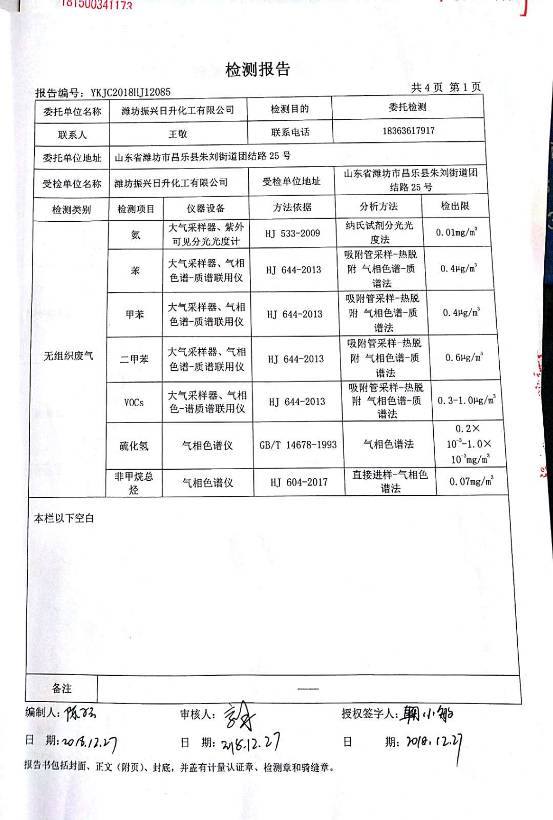 181500341173
检测报告
报告编号: YKJC2018HJ12085 共 4 页 第 1 页
委托单位名称 潍坊振兴日升化工有限公司 检测目的 委托检测
联系人 王敬 联系电话 18363617917
委托单位地址 山东省潍坊市昌乐县朱刘街道团结路 25 号
受检单位名称 潍坊振兴日升化工有限公司 受检单位地址 山东省潍坊市昌乐县朱刘街道团
结路 25 号
检测类别 检测项目 仪器设备 方法依据 分析方法 检出限
无组织废气
氨 大气采样器、紫外 HJ 533-2009 纳氏试剂分光光 0.01mg/m³
可见分光光度计 度法
苯 大气采样器、气相 HJ 644-2013 吸附管采样-热脱 0.4μg/m³
色谱-质谱联用仪 附 气相色谱-质
谱法
甲苯 大气采样器、气相 HJ 644-2013 吸附管采样-热脱 0.4μg/m³
色谱-质谱联用仪 附 气相色谱-质
谱法
二甲苯 大气采样器、气相 HJ 644-2013 吸附管采样-热脱 0.6μg/m³
色谱-质谱联用仪 附 气相色谱-质
谱法
VOCs 大气采样器、气相 HJ 644-2013 吸附管采样-热脱 0.3-1.0μg/m³
色-谱质谱联用仪 附 气相色谱-质
谱法
硫化氢 气相色谱仪 GB/T 14678-1993 气相色谱法 0.2×
10⁻³-1.0×
10⁻³mg/m³
非甲烷总 气相色谱仪 HJ 604-2017 直接进样-气相色 0.07mg/m³
烃 谱法
本栏以下空白
备注 ——
编制人: 审核人: 授权签字人:
日 期: 2018.12.27 日 期: 2018.12.27 日 期: 2018.12.27
报告书包括封面、正文（附页）、封底，并盖有计量认证章、检测章和骑缝章。